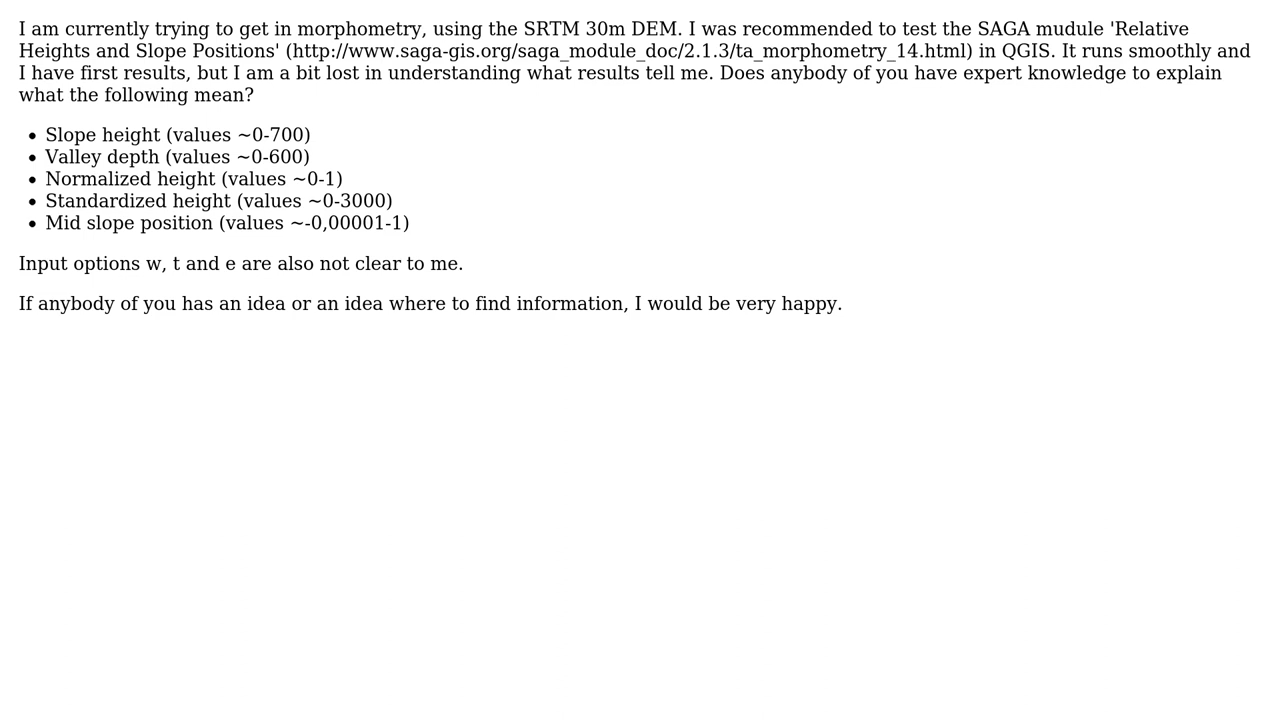 I am currently trying to get in morphometry, using the SRTM 30m DEM. I was recommended to test the SAGA mudule 'Relative
Heights and Slope Positions' (http://www.saga-gis.org/saga_module_doc/2.1.3/ta_morphometry_14.html) in QGIS. It runs smoothly and
I have first results, but I am a bit lost in understanding what results tell me. Does anybody of you have expert knowledge to explain
what the following mean?
• Slope height (values ~0-700)
• Valley depth (values ~0-600)
• Normalized height (values ~0-1)
• Standardized height (values ~0-3000)
• Mid slope position (values ~-0,00001-1)
Input options w, t and e are also not clear to me.
If anybody of you has an idea or an idea where to find information, I would be very happy.